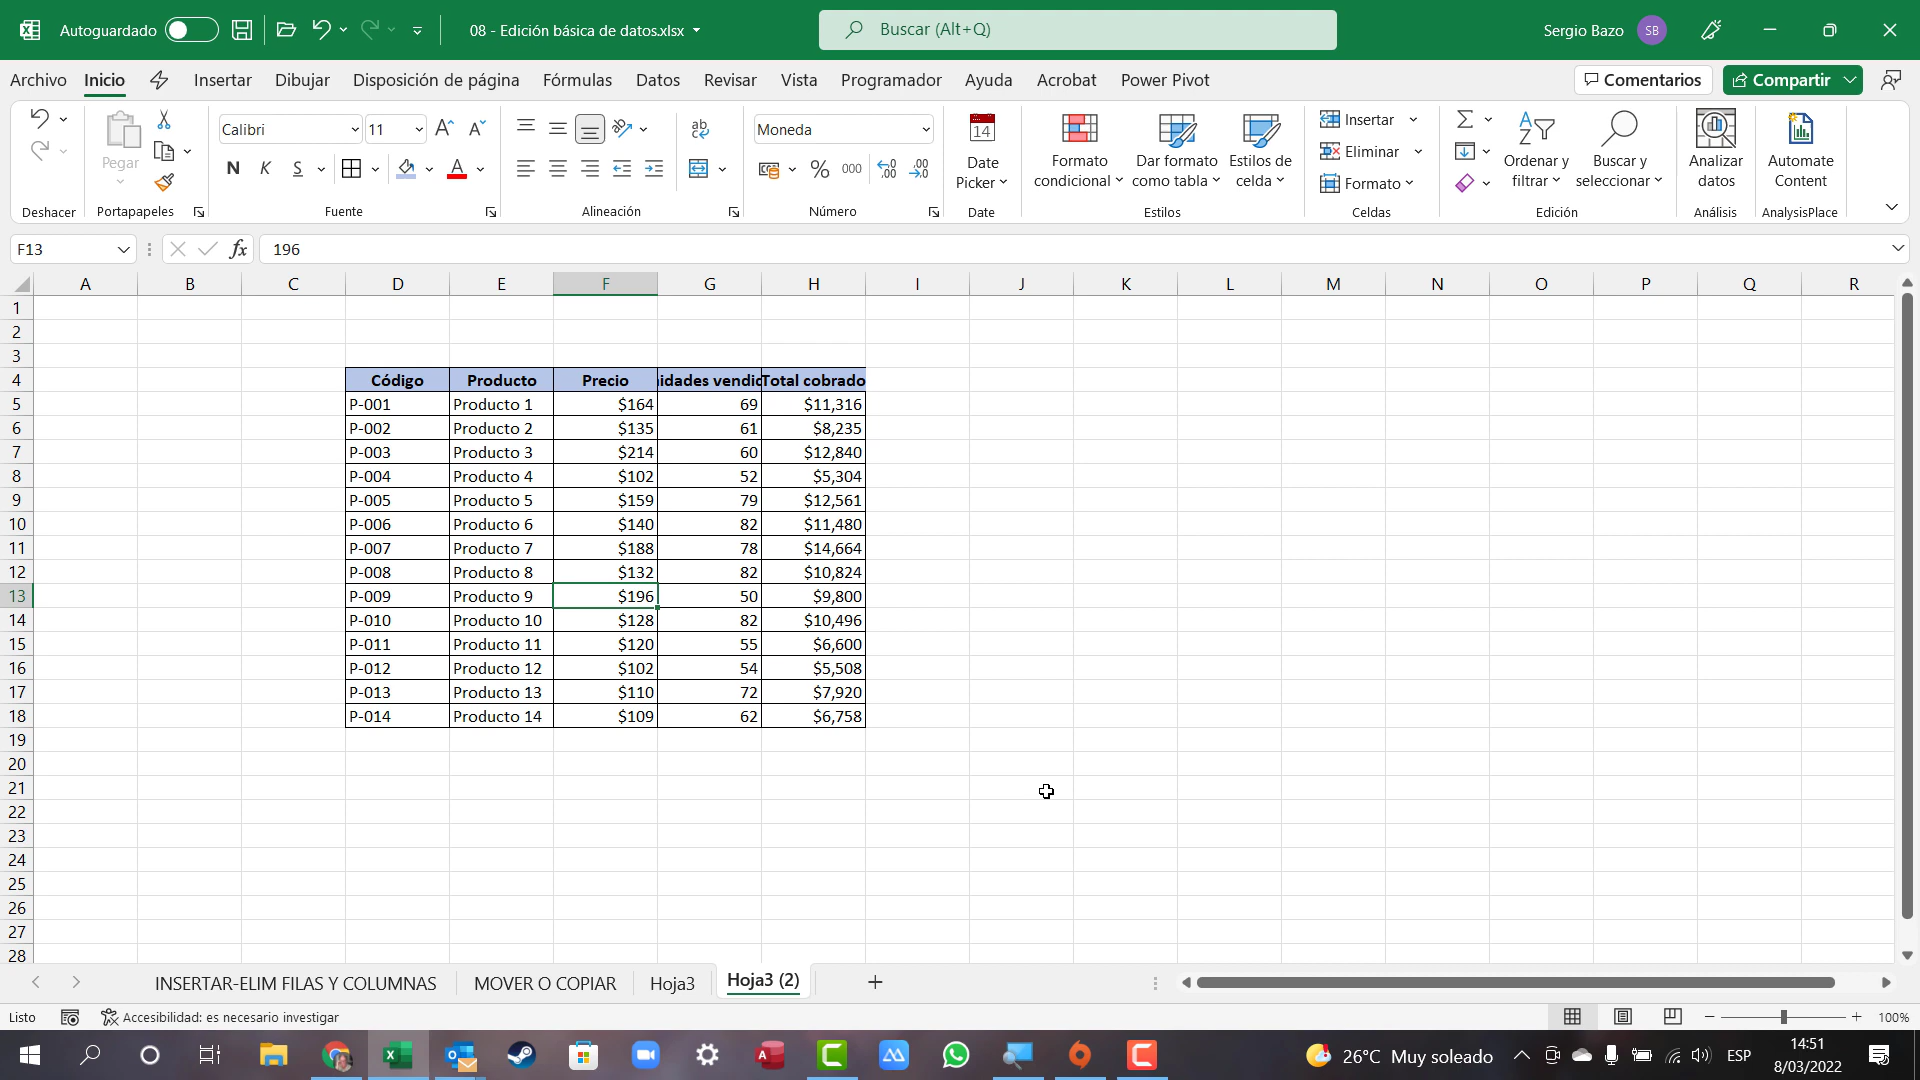 Autoguardado
08 - Edición básica de datos.xlsx
Buscar (Alt+Q)
Sergio Bazo
SB
Archivo Inicio Insertar Dibujar Disposición de página Fórmulas Datos Revisar Vista Programador Ayuda Acrobat Power Pivot
Comentarios
Compartir
Pegar
Calibri 11
N K S
Moneda
% 000
14
Date Picker
Formato condicional
Dar formato como tabla
Estilos de celda
Insertar
Eliminar
Formato
Ordenar y filtrar
Buscar y seleccionar
Analizar datos
Automate Content
Deshacer Portapapeles Fuente Alineación Número Date Estilos Celdas Edición Análisis AnalysisPlace
F13 fx 196
A B C D E F G H I J K L M N O P Q R
1
2
3
4 Código Producto Precio idades vendid Total cobrado
5 P-001 Producto 1 $164 69 $11,316
6 P-002 Producto 2 $135 61 $8,235
7 P-003 Producto 3 $214 60 $12,840
8 P-004 Producto 4 $102 52 $5,304
9 P-005 Producto 5 $159 79 $12,561
10 P-006 Producto 6 $140 82 $11,480
11 P-007 Producto 7 $188 78 $14,664
12 P-008 Producto 8 $132 82 $10,824
13 P-009 Producto 9 $196 50 $9,800
14 P-010 Producto 10 $128 82 $10,496
15 P-011 Producto 11 $120 55 $6,600
16 P-012 Producto 12 $102 54 $5,508
17 P-013 Producto 13 $110 72 $7,920
18 P-014 Producto 14 $109 62 $6,758
19
20
21
22
23
24
25
26
27
28
INSERTAR-ELIM FILAS Y COLUMNAS MOVER O COPIAR Hoja3 Hoja3 (2)
Listo
Accesibilidad: es necesario investigar
100%
26°C Muy soleado
ESP
14:51
8/03/2022